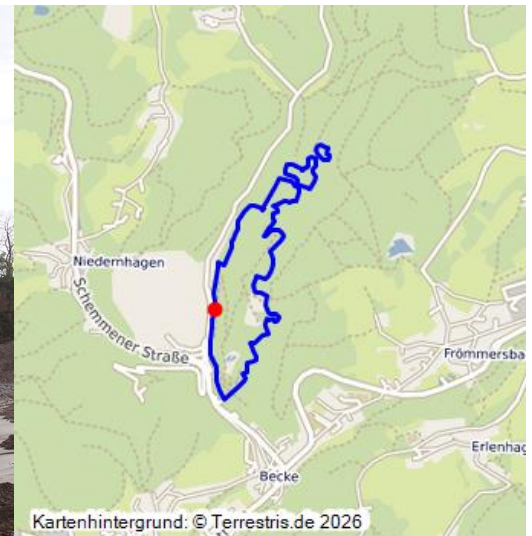 Niedernhagen
Schemmener Straße
Frömmersba
Erlenhag
Becke
Kartenhintergrund: © Terrestris.de 2026